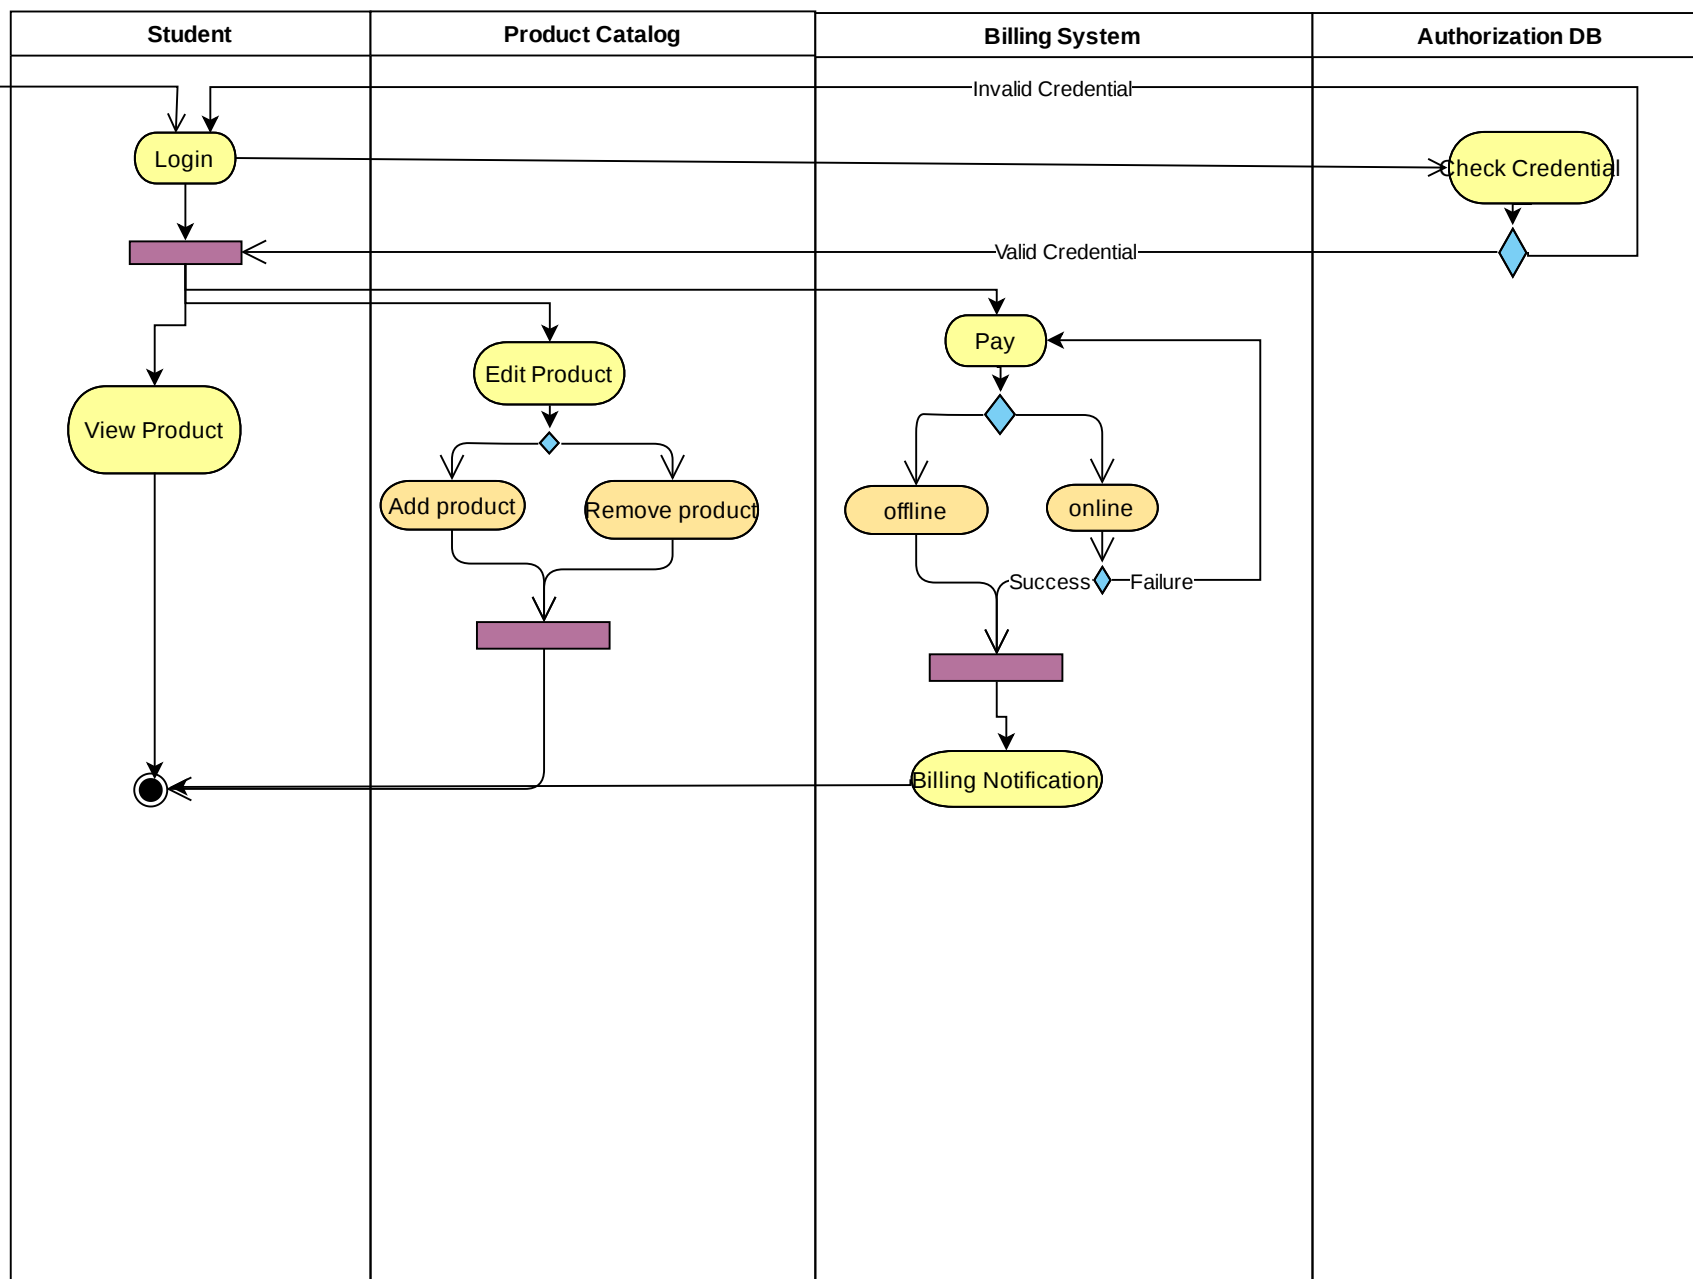 Student
Product Catalog
Billing System
Authorization DB
Invalid Credential
Login
Check Credential
Valid Credential
Pay
Edit Product
View Product
Add product
Remove product
offline
online
Success
Failure
Billing Notification